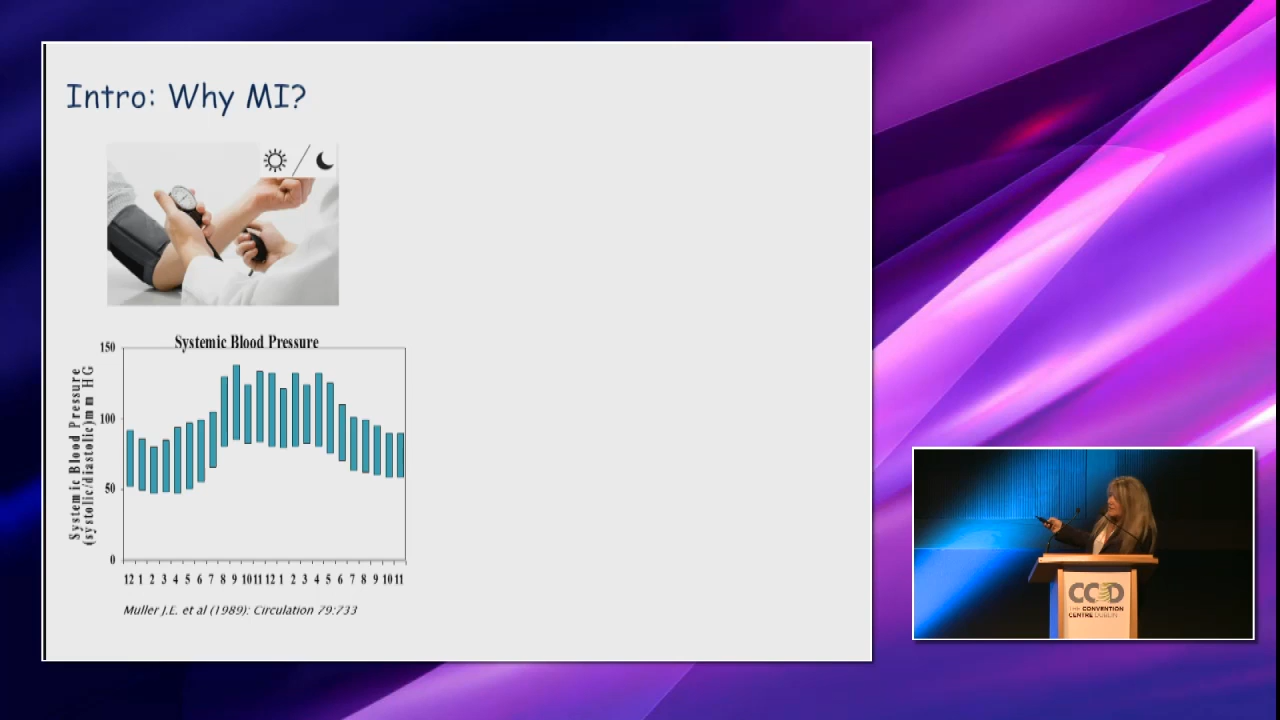 Intro: Why MI?
Systemic Blood Pressure
150
100
50
0
Systemic Blood Pressure
(systolic/diastolic)mm HG
12 1 2 3 4 5 6 7 8 9 10 11 12 1 2 3 4 5 6 7 8 9 10 11
Muller J.E. et al (1989): Circulation 79:733
CCD
THE CONVENTION
CENTRE DUBLIN